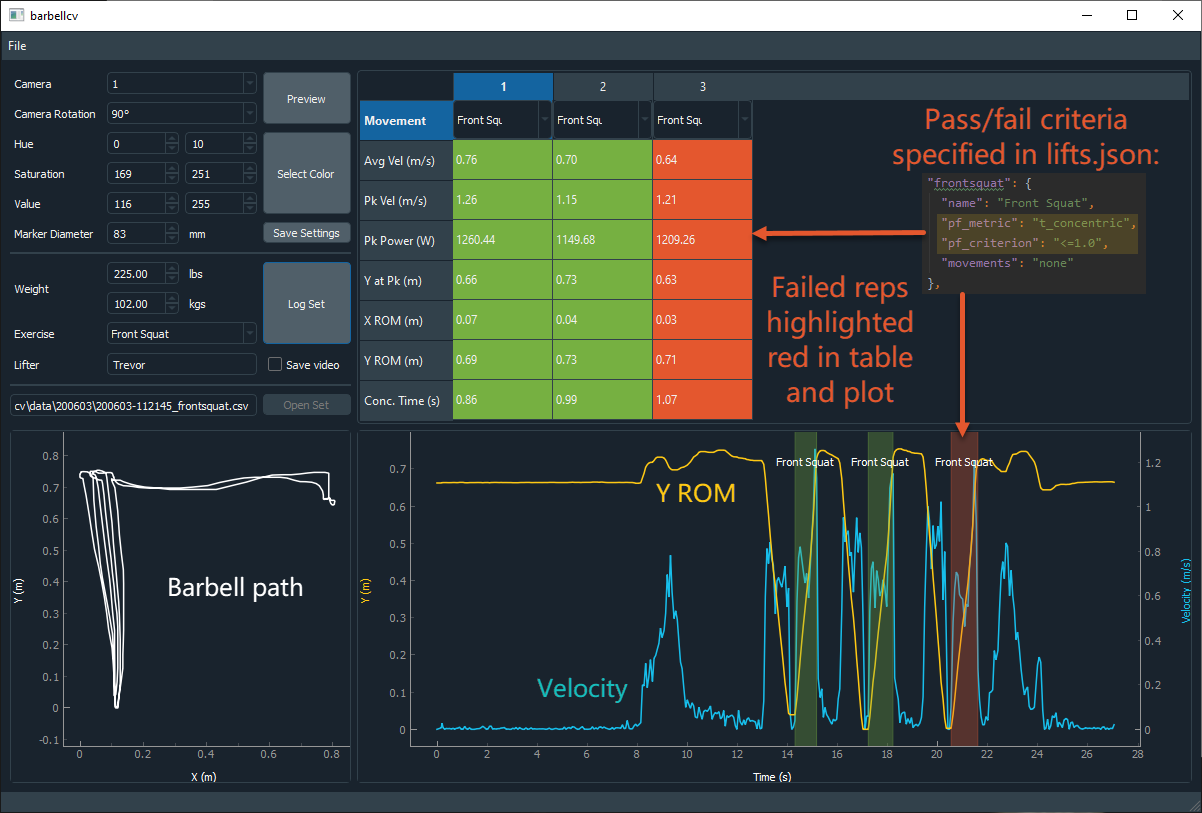 barbellcv
File
Camera
1
Camera Rotation
90°
Preview
Hue
0
10
Saturation
169
251
Select Color
Value
116
255
Marker Diameter
83
mm
Save Settings
Weight
225.00
lbs
102.00
kgs
Log Set
Exercise
Front Squat
Lifter
Trevor
Save video
cv\data\200603\200603-112145_frontsquat.csv
Open Set
1 2 3
Movement Front Squ Front Squ Front Squ
Avg Vel (m/s) 0.76 0.70 0.64
Pk Vel (m/s) 1.26 1.15 1.21
Pk Power (W) 1260.44 1149.68 1209.26
Y at Pk (m) 0.66 0.73 0.63
X ROM (m) 0.07 0.04 0.03
Y ROM (m) 0.69 0.73 0.71
Conc. Time (s) 0.86 0.99 1.07
Pass/fail criteria
specified in lifts.json:
"frontsquat": {
"name": "Front Squat",
"pf_metric": "t_concentric",
"pf_criterion": "<=1.0",
"movements": "none"
},
Failed reps
highlighted
red in table
and plot
0.8
0.7
0.6
0.5
0.4
0.3
0.2
0.1
0
-0.1
Y (m)
Barbell path
0 0.2 0.4 0.6 0.8
X (m)
0.7
0.6
0.5
0.4
0.3
0.2
0.1
0
Y (m)
Y ROM
Velocity
Front Squat Front Squat Front Squat
1.2
1
0.8
0.6
0.4
0.2
0
Velocity (m/s)
0 2 4 6 8 10 12 14 16 18 20 22 24 26 28
Time (s)